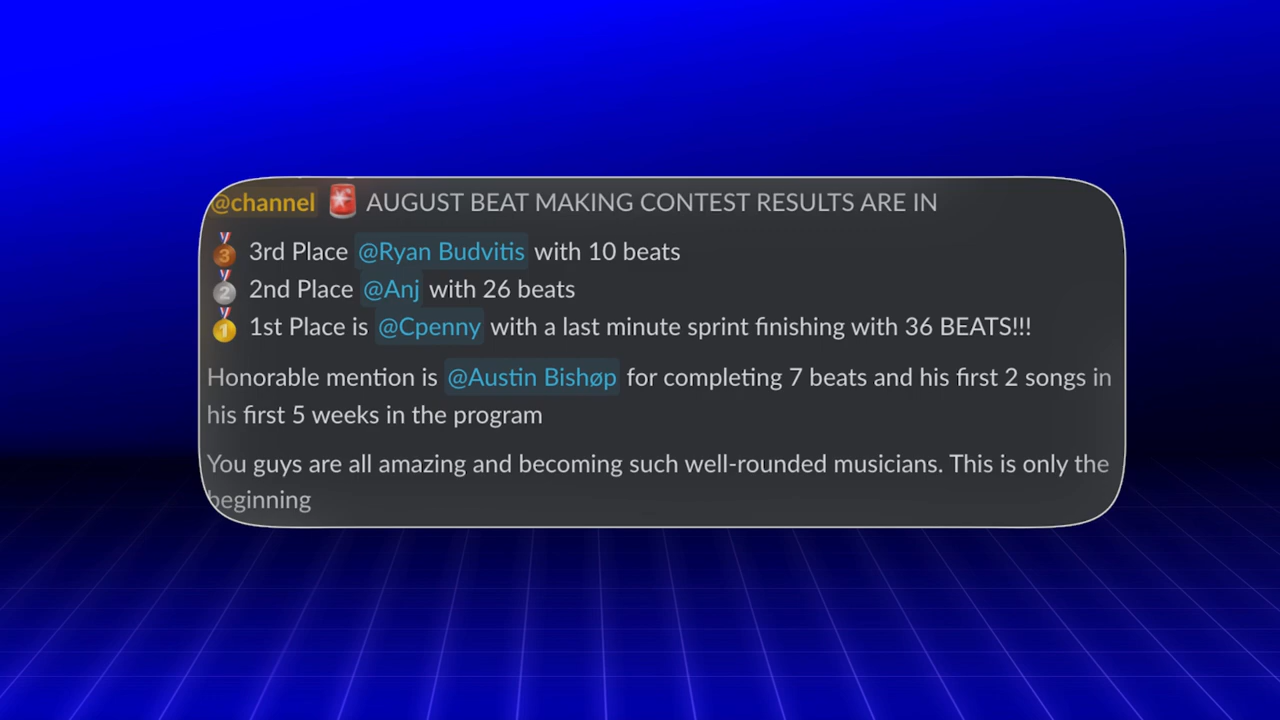 @channel 🚨 AUGUST BEAT MAKING CONTEST RESULTS ARE IN
🥉 3rd Place @Ryan Budvitis with 10 beats
🥈 2nd Place @Anj with 26 beats
🥇 1st Place is @Cpenny with a last minute sprint finishing with 36 BEATS!!!
Honorable mention is @Austin Bishøp for completing 7 beats and his first 2 songs in
his first 5 weeks in the program
You guys are all amazing and becoming such well-rounded musicians. This is only the
beginning